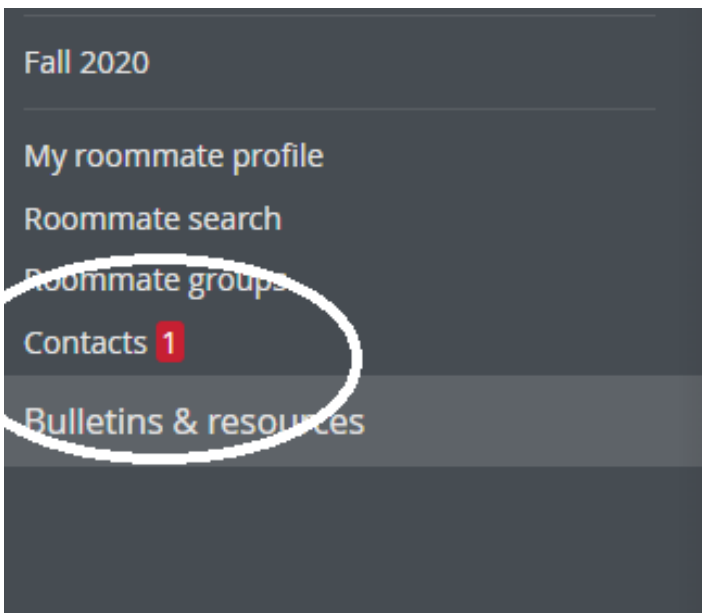 Fall 2020
My roommate profile
Roommate search
Roommate groups
Contacts 1
Bulletins & resources